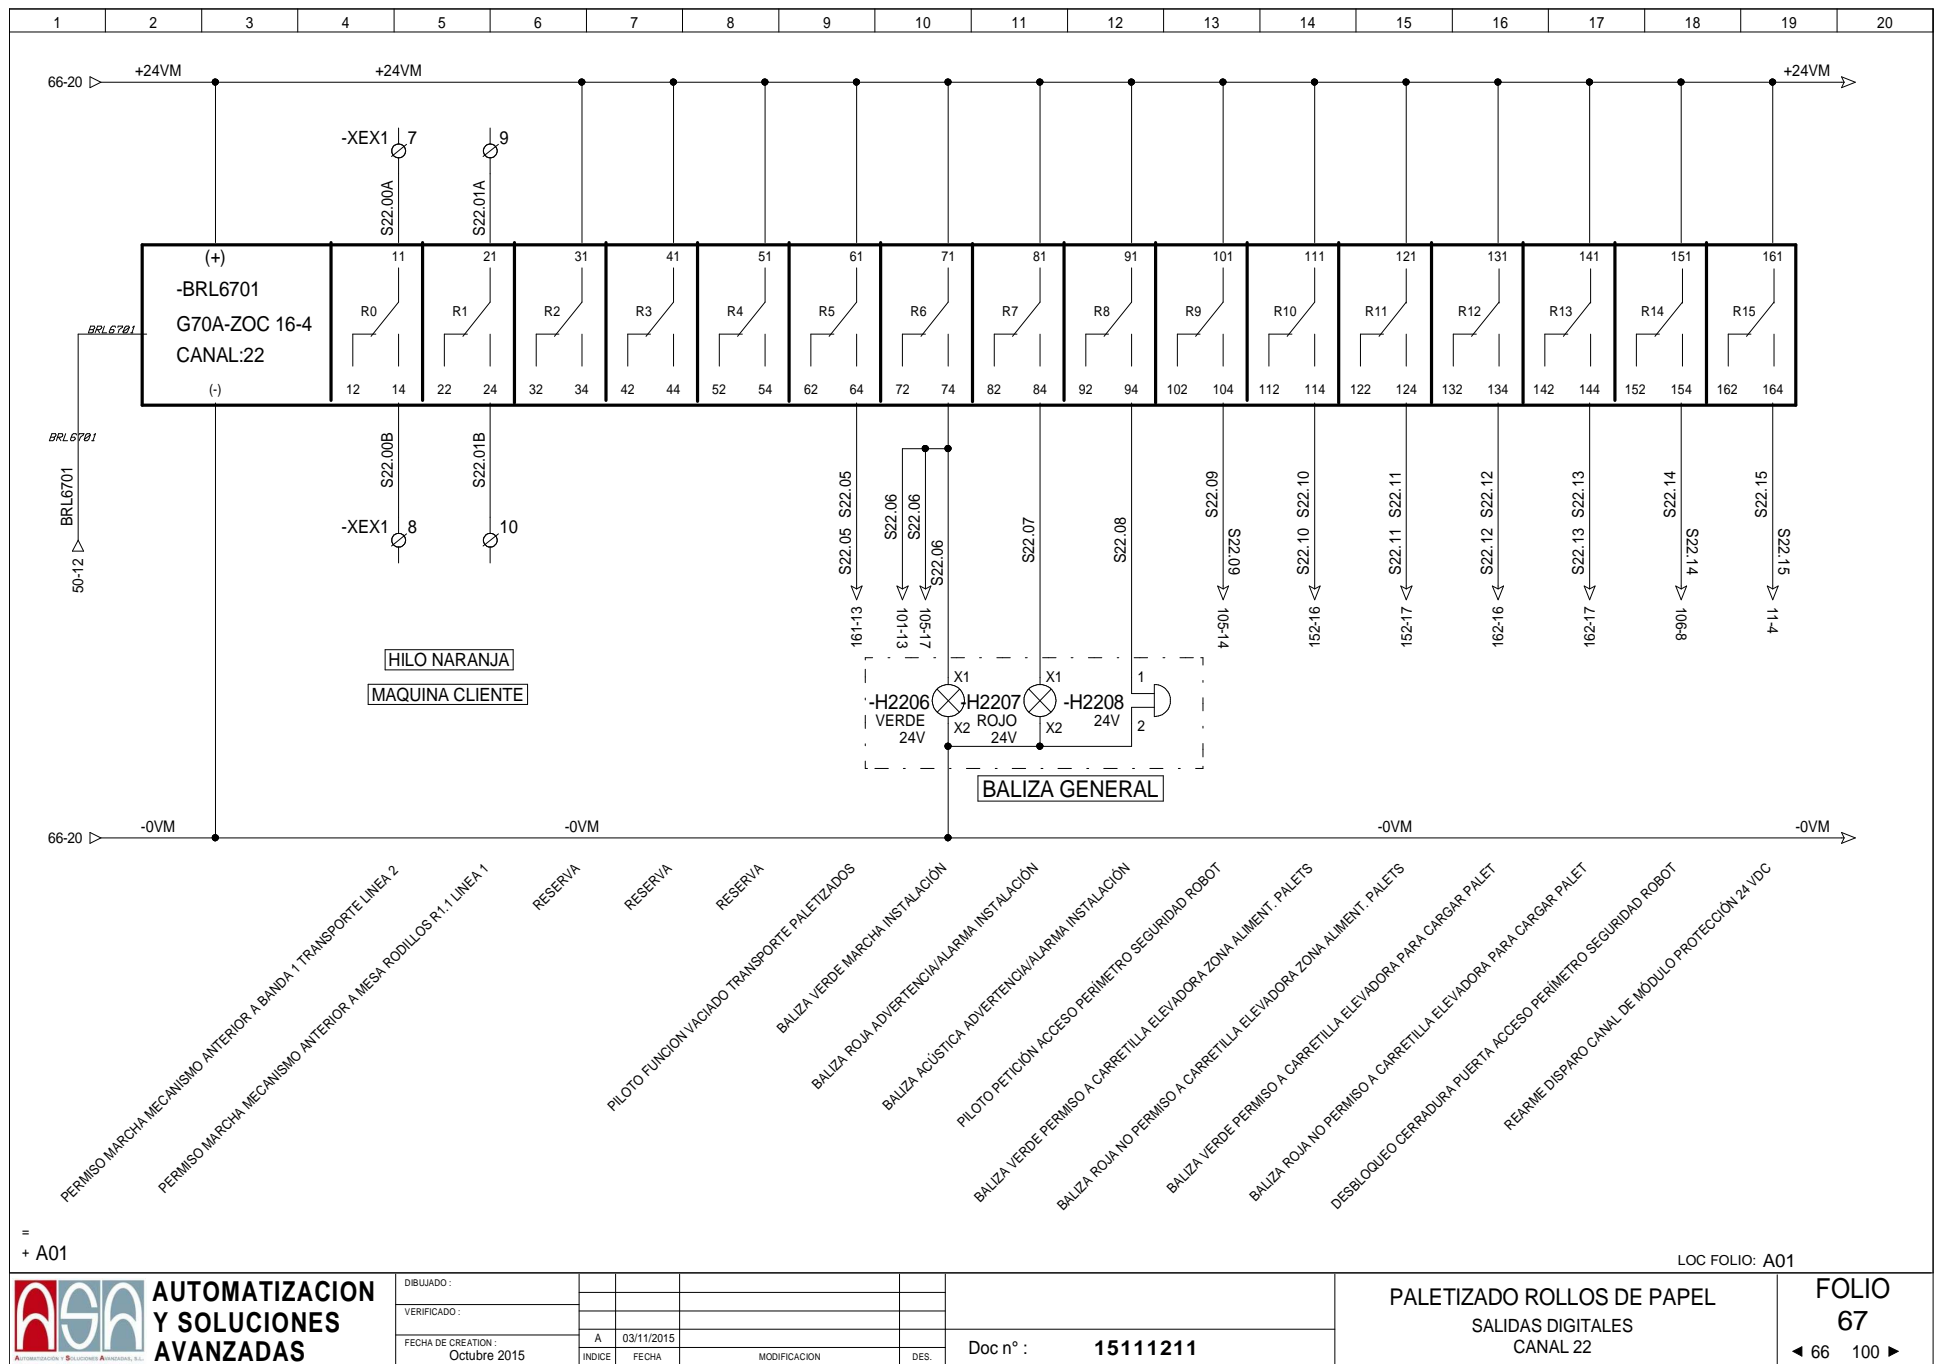 1 2 3 4 5 6 7 8 9 10 11 12 13 14 15 16 17 18 19 20
66-20 +24VM +24VM +24VM
-XEX1 7 9
S22.00A S22.01A
(+) 11 21 31 41 51 61 71 81 91 101 111 121 131 141 151 161
-BRL6701
G70A-ZOC 16-4
CANAL:22
R0 R1 R2 R3 R4 R5 R6 R7 R8 R9 R10 R11 R12 R13 R14 R15
BRL6701
(-) 12 14 22 24 32 34 42 44 52 54 62 64 72 74 82 84 92 94 102 104 112 114 122 124 132 134 142 144 152 154 162 164
BRL6701
BRL6701
50-12
S22.00B S22.01B
-XEX1 8 10
S22.05 S22.05 161-13
S22.06 101-13
S22.06 105-17
S22.06
S22.07
S22.08
S22.09 S22.09 105-14
S22.10 S22.10 152-16
S22.11 S22.11 152-17
S22.12 S22.12 162-16
S22.13 S22.13 162-17
S22.14 S22.14 106-8
S22.15 S22.15 11-4
HILO NARANJA
MAQUINA CLIENTE
X1 X1 1
-H2206 -H2207 -H2208
VERDE ROJO 24V
24V X2 24V X2 2
BALIZA GENERAL
66-20 -0VM -0VM -0VM -0VM
PERMISO MARCHA MECANISMO ANTERIOR A BANDA 1 TRANSPORTE LINEA 2
PERMISO MARCHA MECANISMO ANTERIOR A MESA RODILLOS R1.1 LINEA 1
RESERVA
RESERVA
RESERVA
PILOTO FUNCION VACIADO TRANSPORTE PALETIZADOS
BALIZA VERDE MARCHA INSTALACIÓN
BALIZA ROJA ADVERTENCIA/ALARMA INSTALACIÓN
BALIZA ACÚSTICA ADVERTENCIA/ALARMA INSTALACIÓN
PILOTO PETICIÓN ACCESO PERÍMETRO SEGURIDAD ROBOT
BALIZA VERDE PERMISO A CARRETILLA ELEVADORA ZONA ALIMENT. PALETS
BALIZA ROJA NO PERMISO A CARRETILLA ELEVADORA ZONA ALIMENT. PALETS
BALIZA VERDE PERMISO A CARRETILLA ELEVADORA PARA CARGAR PALET
BALIZA ROJA NO PERMISO A CARRETILLA ELEVADORA PARA CARGAR PALET
DESBLOQUEO CERRADURA PUERTA ACCESO PERÍMETRO SEGURIDAD ROBOT
REARME DISPARO CANAL DE MÓDULO PROTECCIÓN 24 VDC
=
+ A01
LOC FOLIO: A01
ASA
AUTOMATIZACION Y SOLUCIONES AVANZADAS, S.L.
AUTOMATIZACION
Y SOLUCIONES
AVANZADAS
DIBUJADO :
VERIFICADO :
FECHA DE CREATION :
Octubre 2015
A 03/11/2015
INDICE FECHA MODIFICACION DES.
Doc n° : 15111211
PALETIZADO ROLLOS DE PAPEL
SALIDAS DIGITALES
CANAL 22
FOLIO
67
◄ 66 100 ►